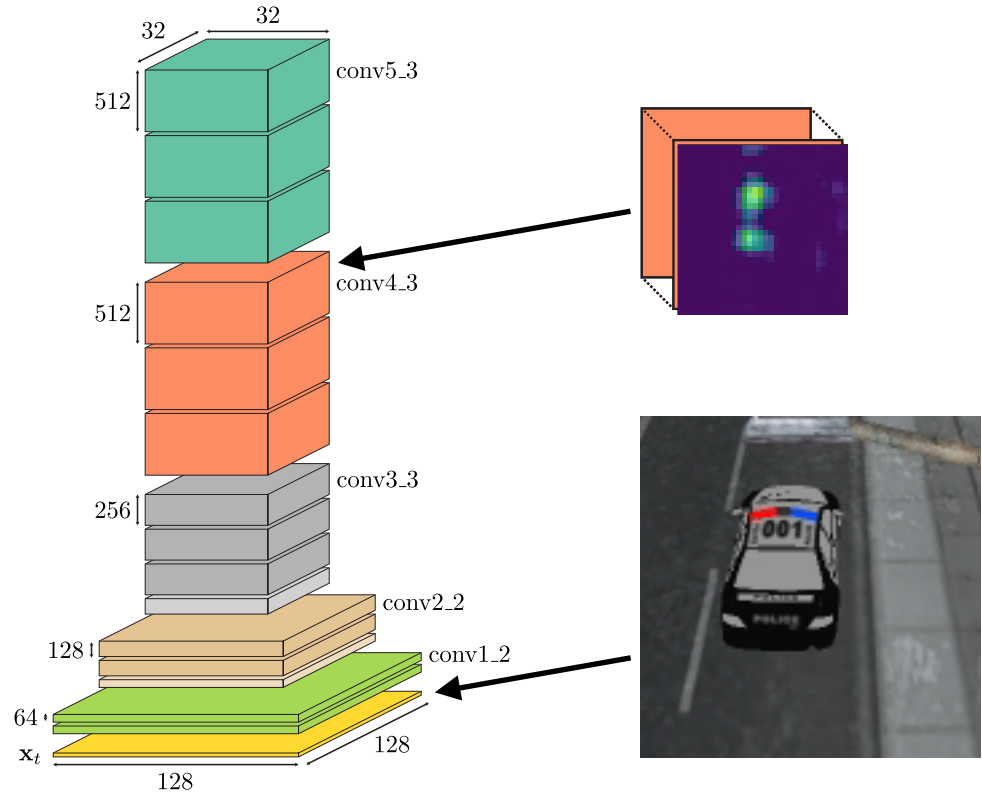 32
32
512
conv5_3
512
conv4_3
256
conv3_3
128
conv2_2
64
conv1_2
x_t
128
128
001
POLICE
POLICE